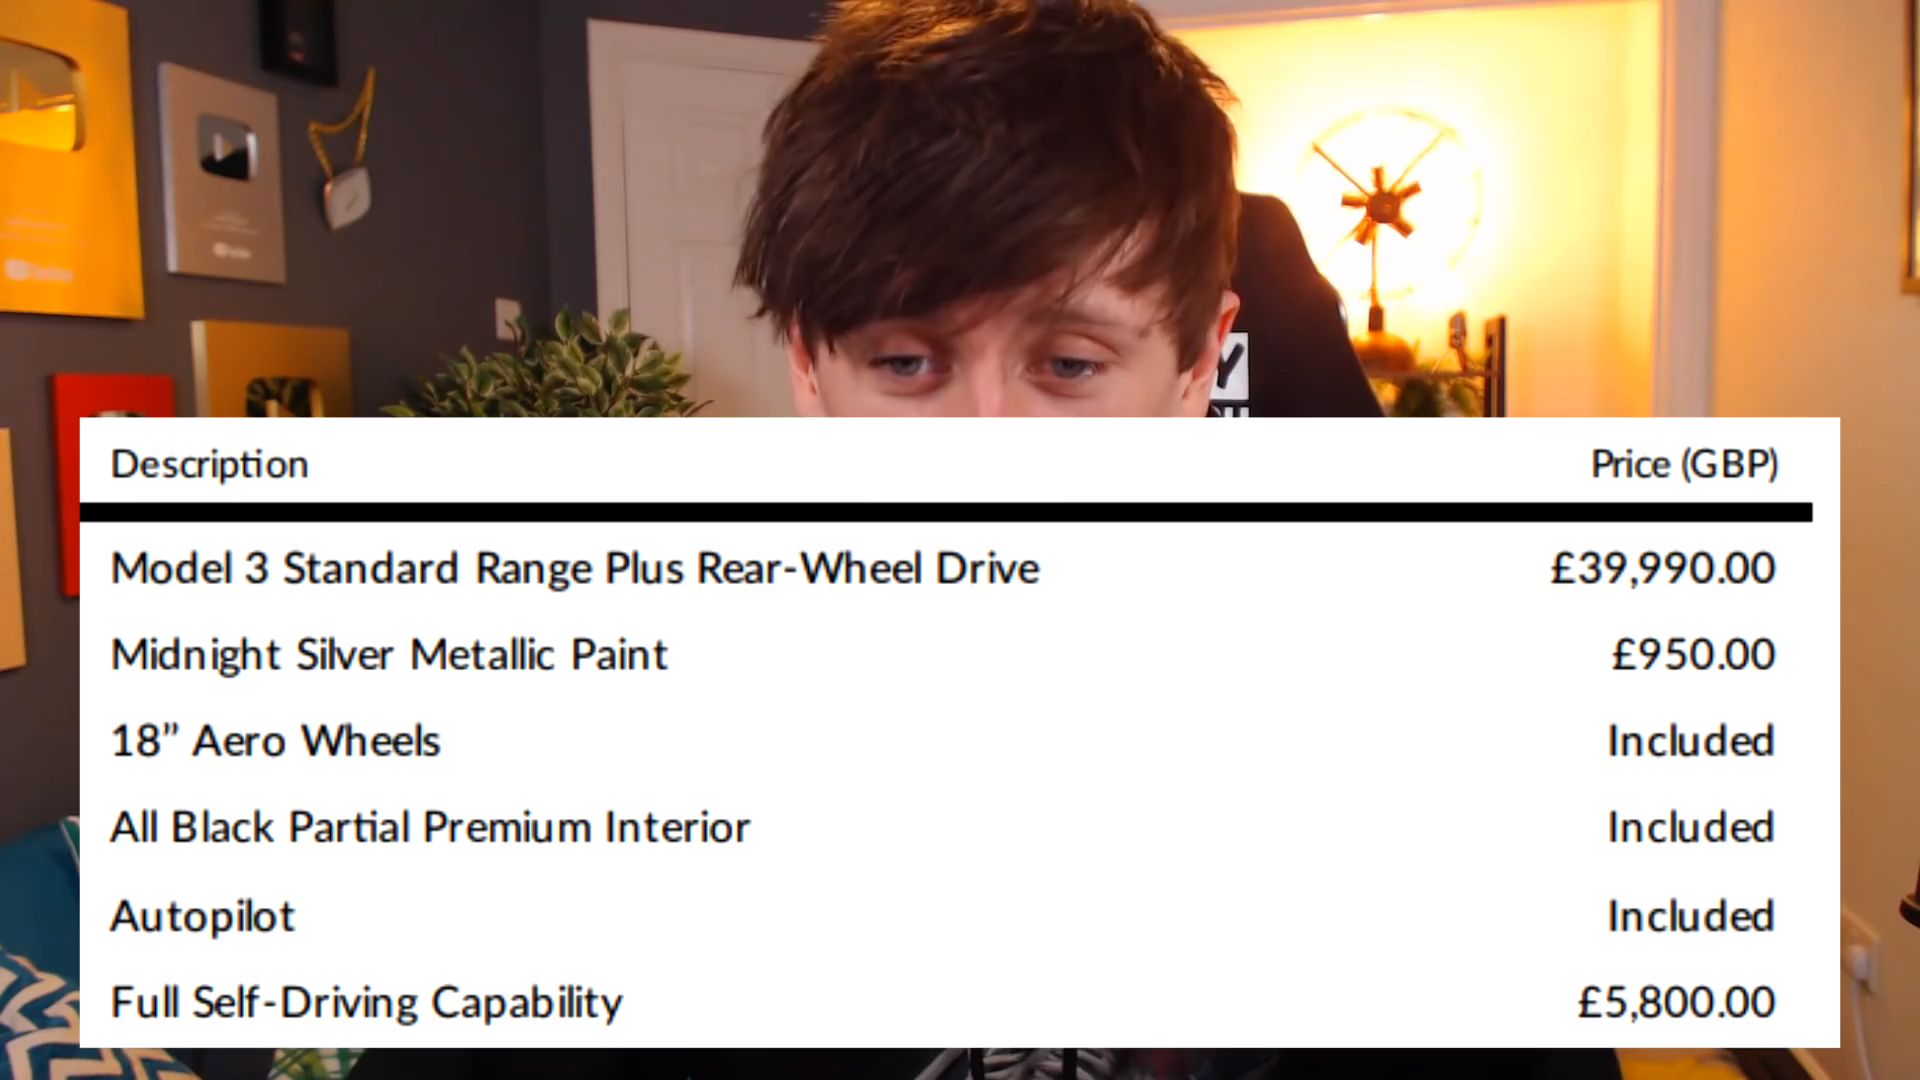 Description Price (GBP)
Model 3 Standard Range Plus Rear-Wheel Drive £39,990.00
Midnight Silver Metallic Paint £950.00
18” Aero Wheels Included
All Black Partial Premium Interior Included
Autopilot Included
Full Self-Driving Capability £5,800.00